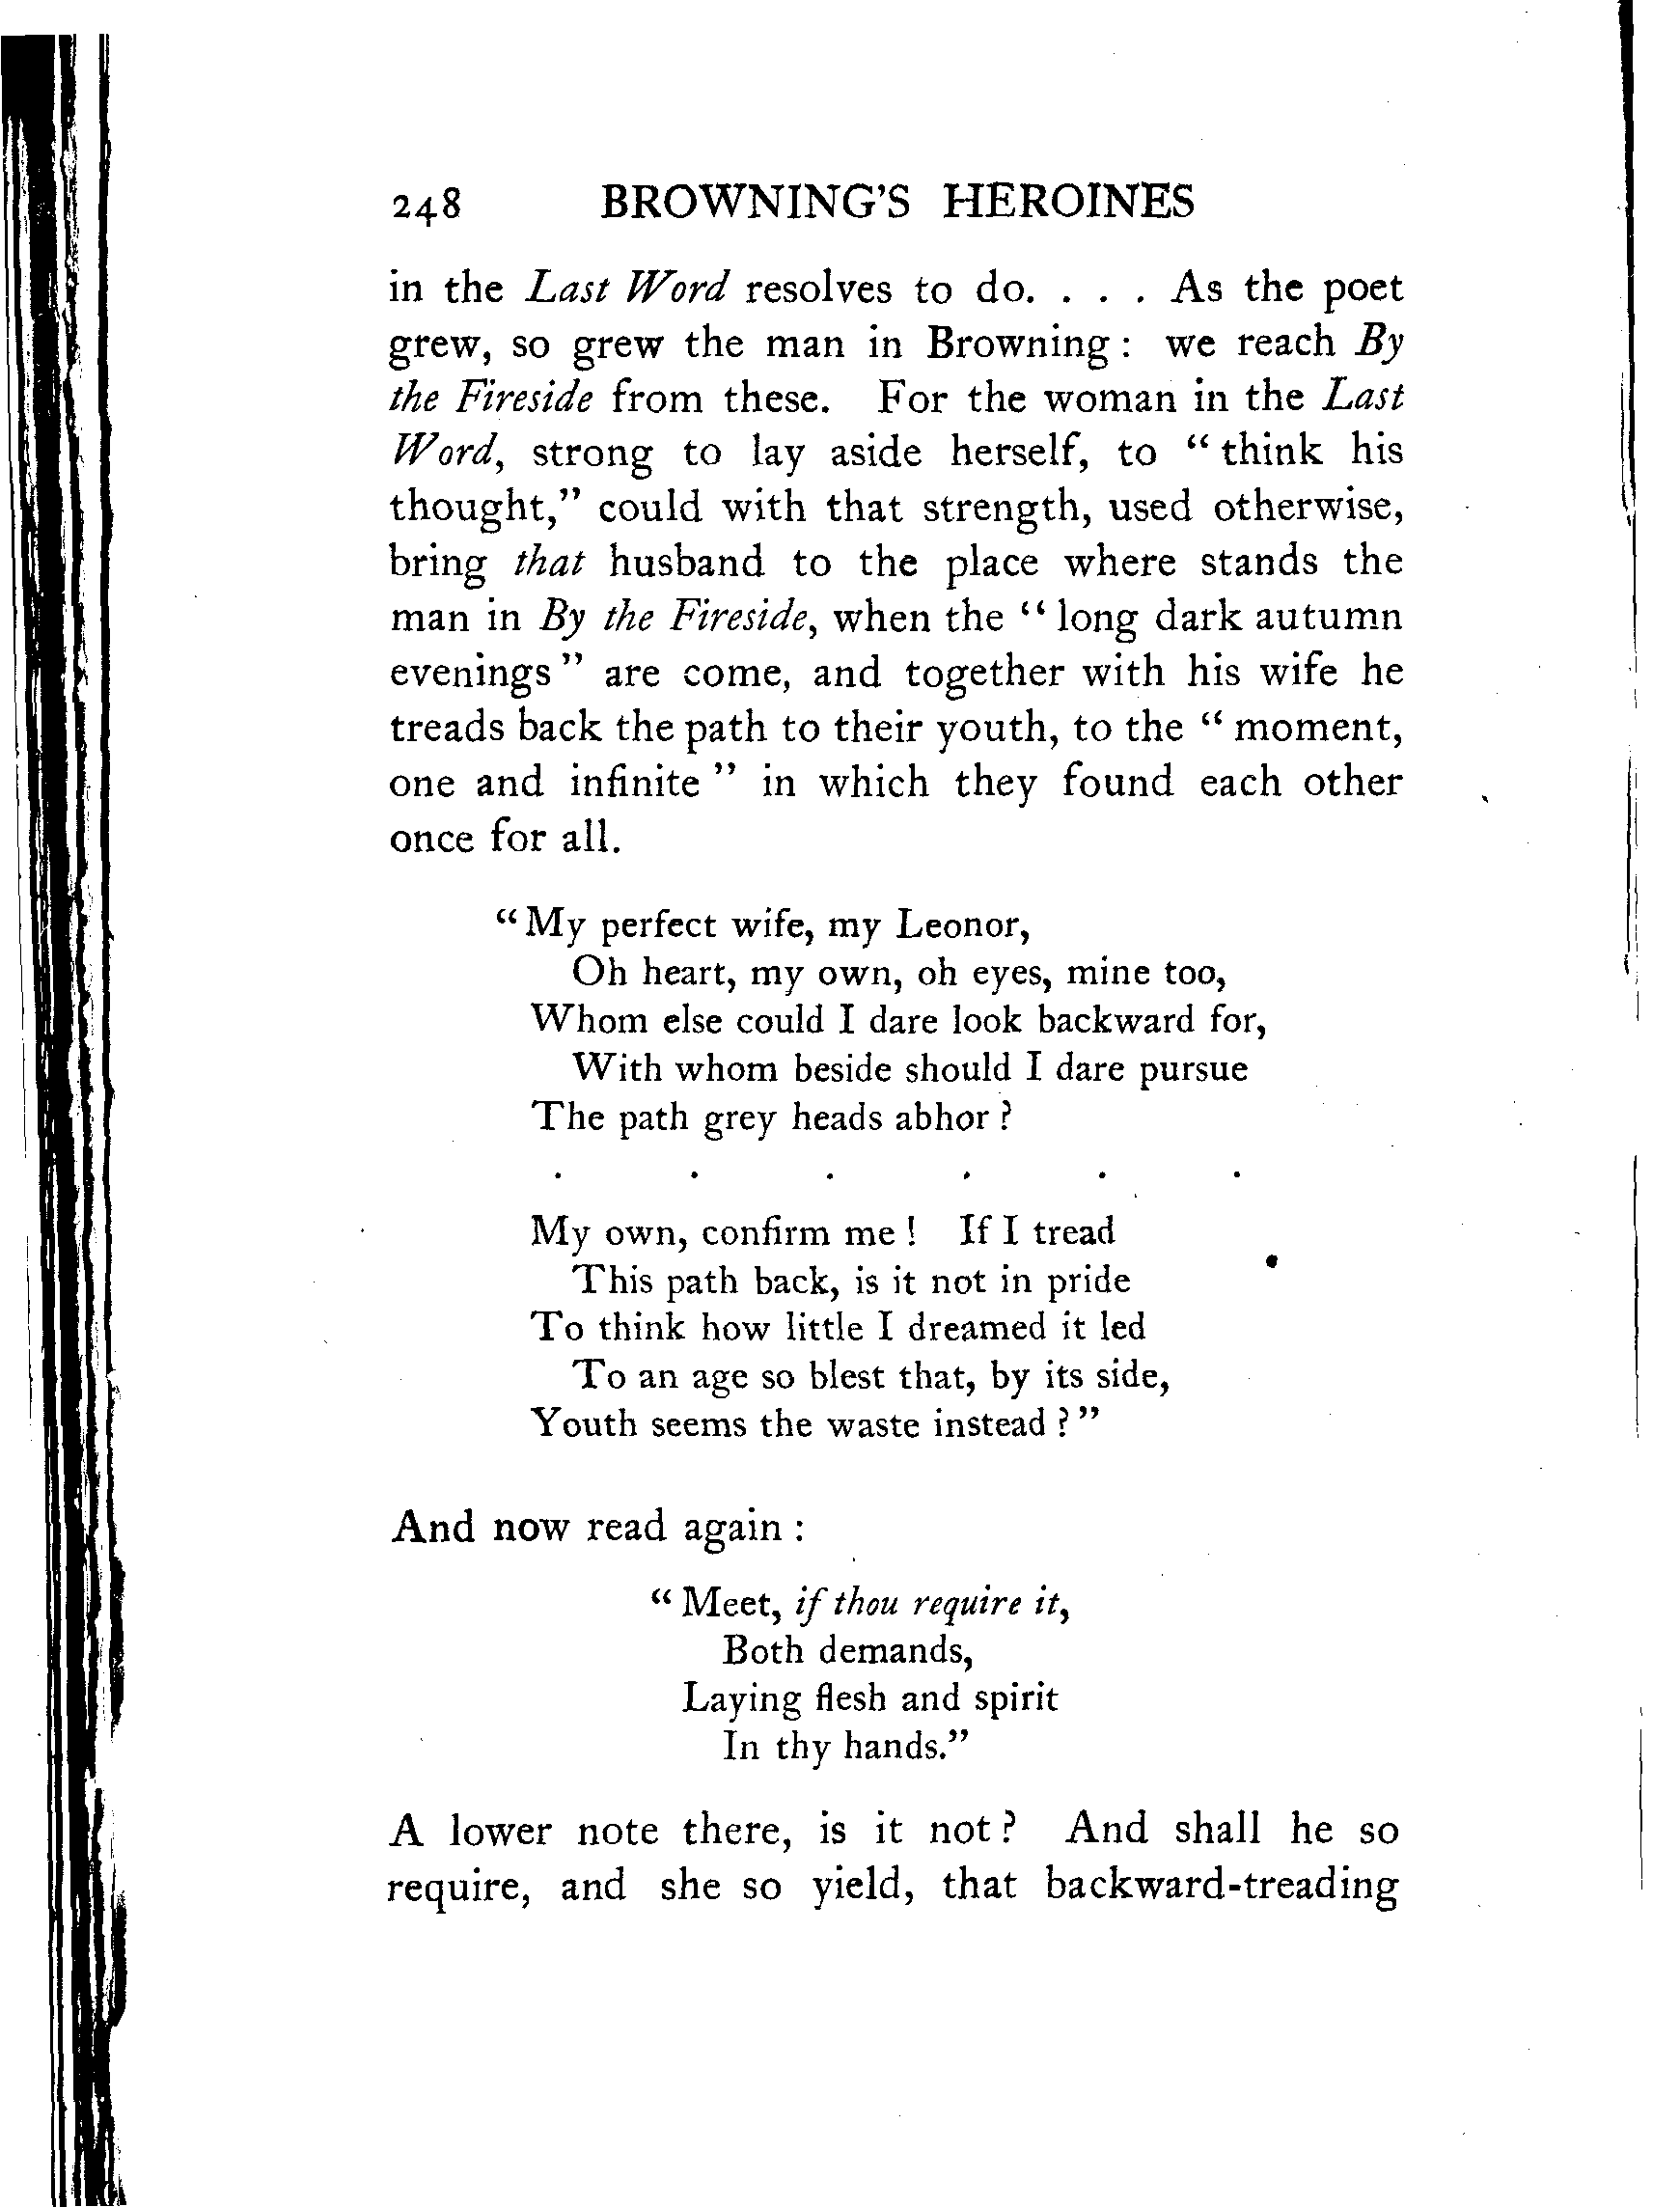 248 BROWNING'S HEROINES
in the Last Word resolves to do. . . . As the poet
grew, so grew the man in Browning : we reach By
the Fireside from these. For the woman in the Last
Word, strong to lay aside herself, to “ think his
thought,” could with that strength, used otherwise,
bring that husband to the place where stands the
man in By the Fireside, when the “ long dark autumn
evenings ” are come, and together with his wife he
treads back the path to their youth, to the “ moment,
one and infinite ” in which they found each other
once for all.
“ My perfect wife, my Leonor,
Oh heart, my own, oh eyes, mine too,
Whom else could I dare look backward for,
With whom beside should I dare pursue
The path grey heads abhor ?
. . . . . .
My own, confirm me ! If I tread
This path back, is it not in pride
To think how little I dreamed it led
To an age so blest that, by its side,
Youth seems the waste instead ? ”
And now read again :
“ Meet, if thou require it,
Both demands,
Laying flesh and spirit
In thy hands.”
A lower note there, is it not ? And shall he so
require, and she so yield, that backward-treading